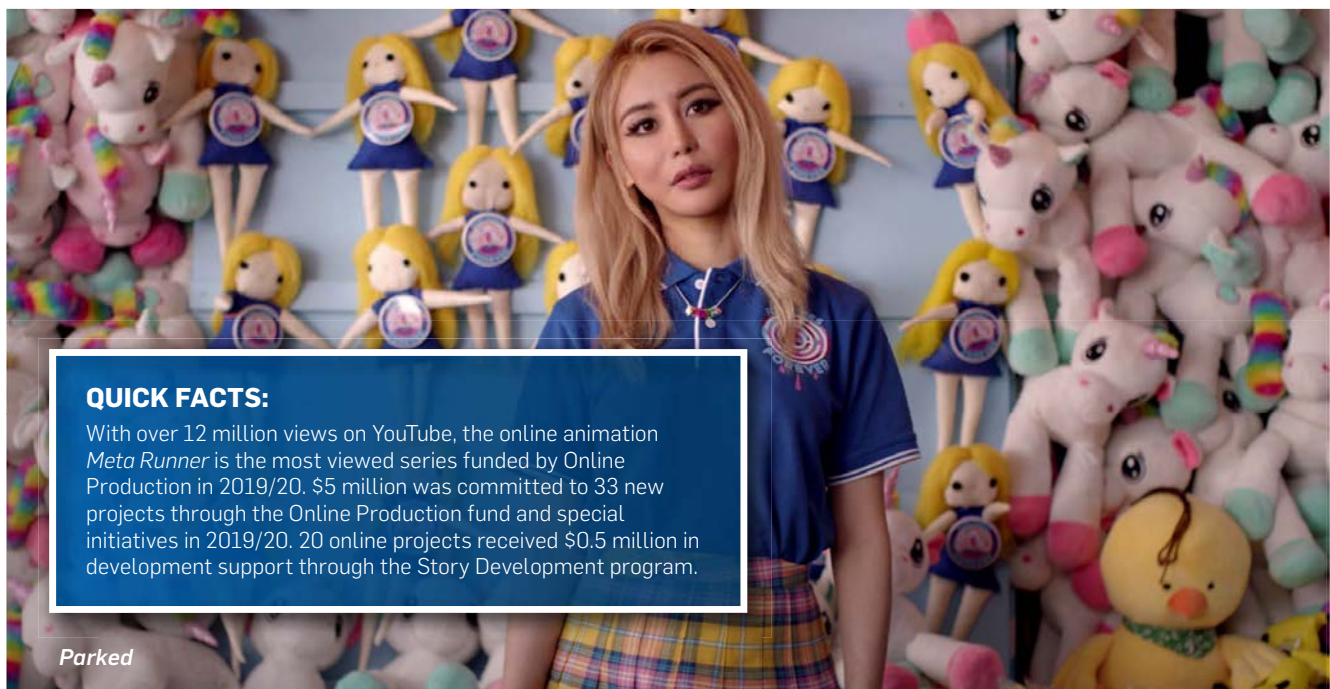 QUICK FACTS:
With over 12 million views on YouTube, the online animation
Meta Runner is the most viewed series funded by Online
Production in 2019/20. $5 million was committed to 33 new
projects through the Online Production fund and special
initiatives in 2019/20. 20 online projects received $0.5 million in
development support through the Story Development program.
FOREVER
Parked